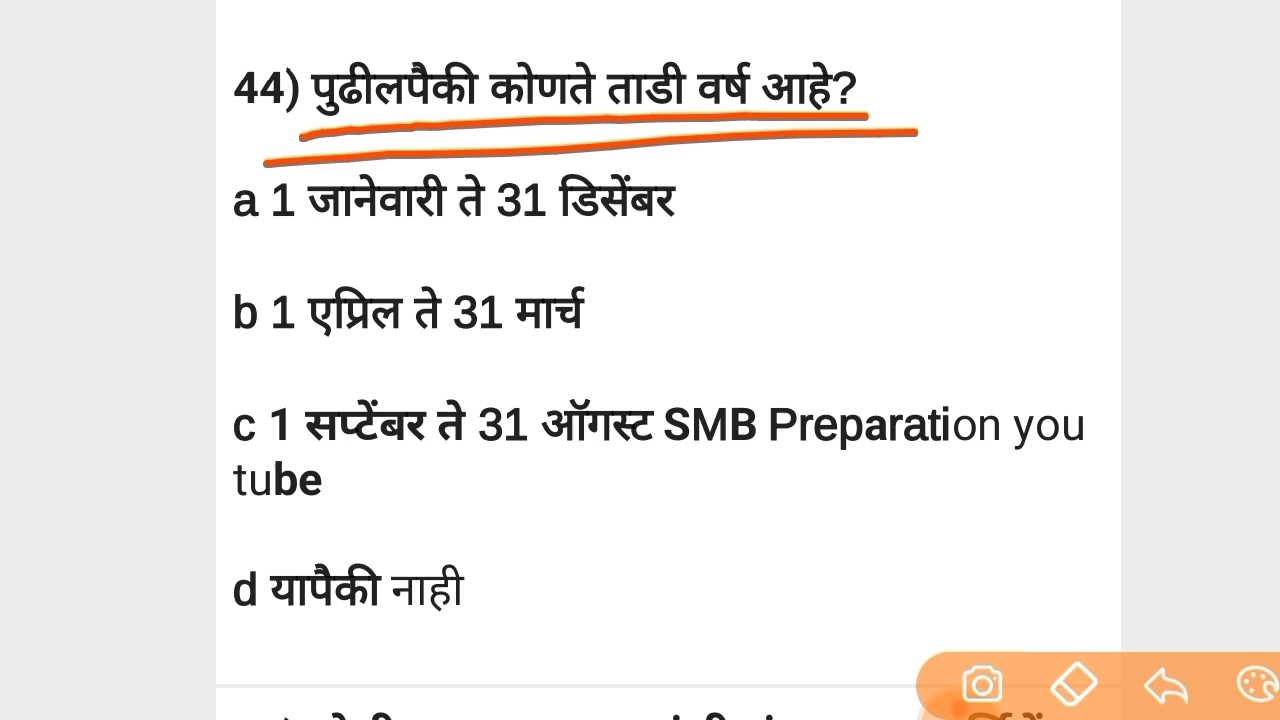 44) पुढीलपैकी कोणते ताडी वर्ष आहे?
a 1 जानेवारी ते 31 डिसेंबर
b 1 एप्रिल ते 31 मार्च
c 1 सप्टेंबर ते 31 ऑगस्ट SMB Preparation you
tube
d यापैकी नाही